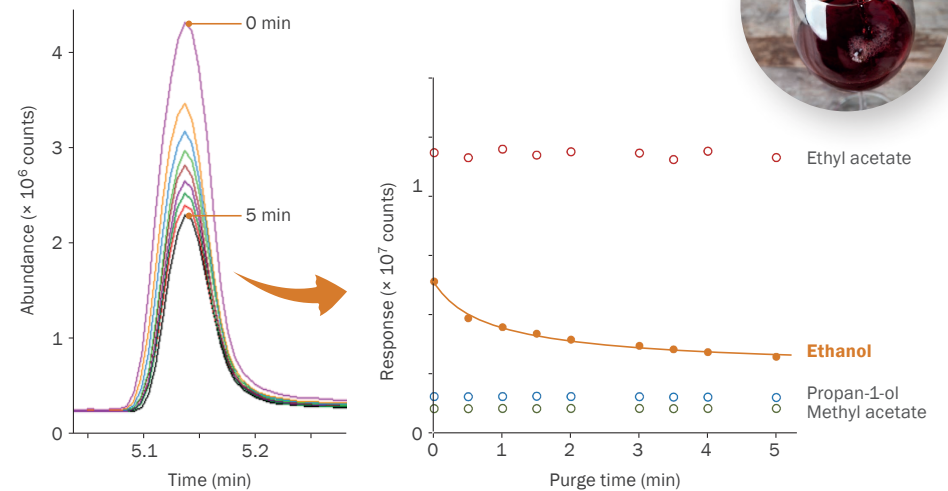 0 min
5 min
Abundance (× 10⁶ counts)
4
3
2
1
0
5.1
5.2
Time (min)
Response (× 10⁷ counts)
1
0
0
1
2
3
4
5
Purge time (min)
Ethyl acetate
Ethanol
Propan-1-ol
Methyl acetate